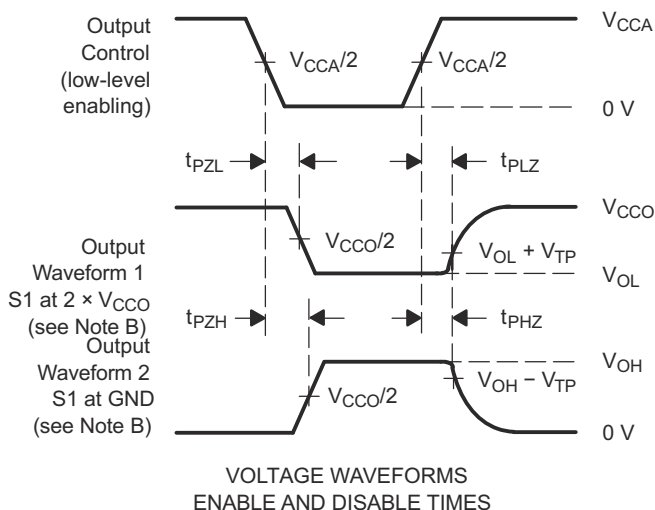 Output
Control
(low-level
enabling)
V_CCA
V_CCA/2
V_CCA/2
0 V
t_PZL
t_PLZ
Output
Waveform 1
S1 at 2 × V_CCO
(see Note B)
V_CCO
V_CCO/2
V_OL + V_TP
V_OL
t_PZH
t_PHZ
Output
Waveform 2
S1 at GND
(see Note B)
V_OH
V_CCO/2
V_OH − V_TP
0 V
VOLTAGE WAVEFORMS
ENABLE AND DISABLE TIMES